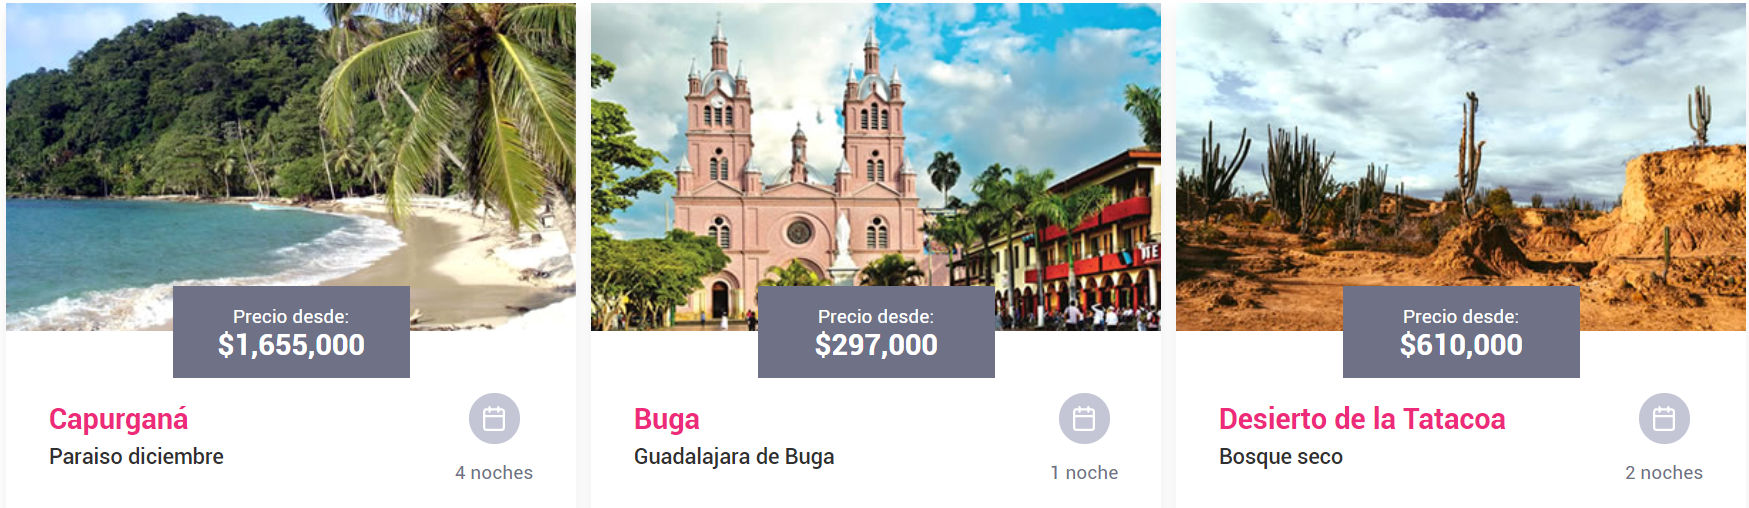 Precio desde:
$1,655,000
Capurganá
Paraiso diciembre
4 noches
Precio desde:
$297,000
Buga
Guadalajara de Buga
1 noche
Precio desde:
$610,000
Desierto de la Tatacoa
Bosque seco
2 noches